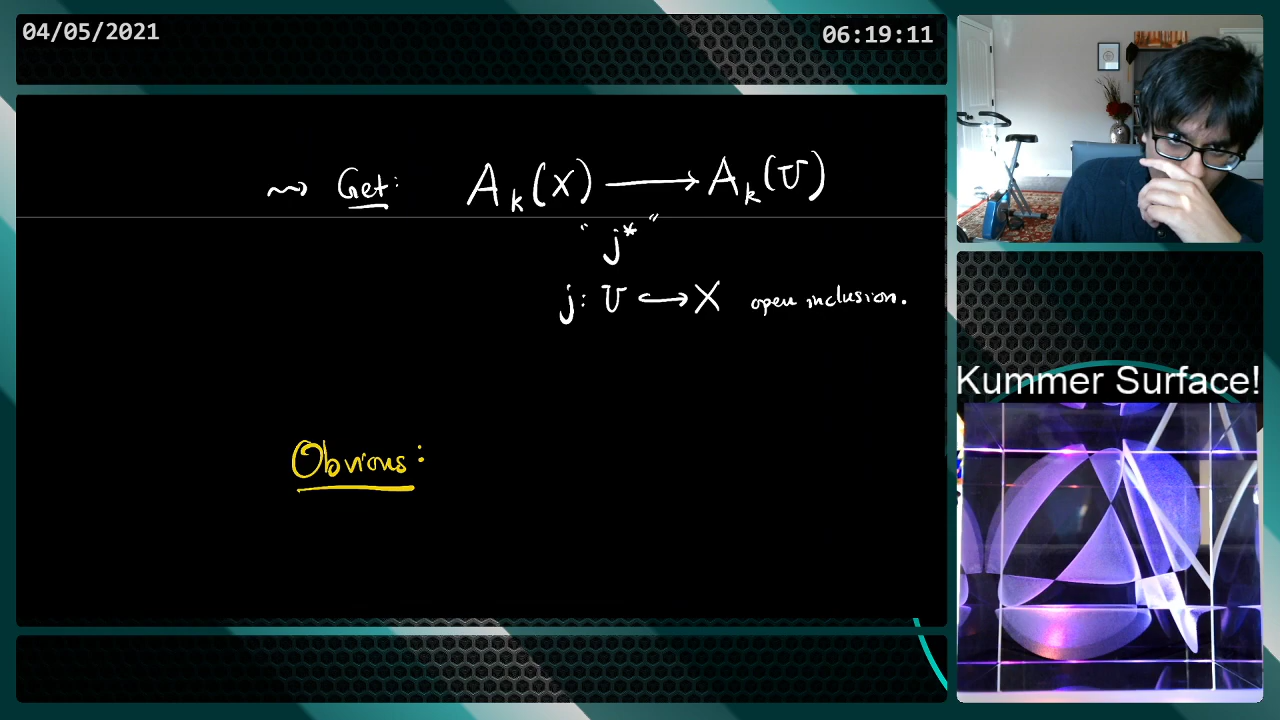 04/05/2021
06:19:11
⇝ Get: A_k(X) ⟶ A_k(U)
"j*"
j: U ↪ X open inclusion.
Kummer Surface!
Obvious: